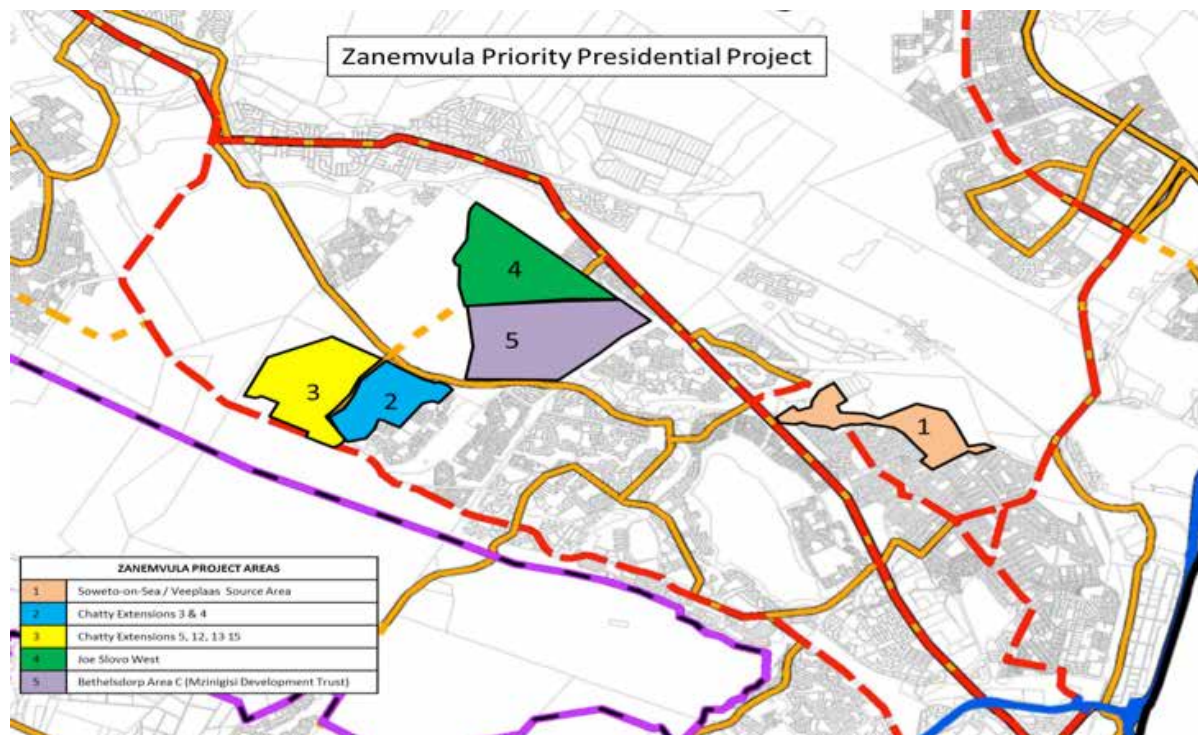 Zanemvula Priority Presidential Project
4
5
3
2
1
ZANEMVULA PROJECT AREAS
1 Soweto-on-Sea / Veeplaas Source Area
2 Chatty Extensions 3 & 4
3 Chatty Extensions 5, 12, 13 15
4 Joe Slovo West
5 Bethelsdorp Area C (Mzinigisi Development Trust)